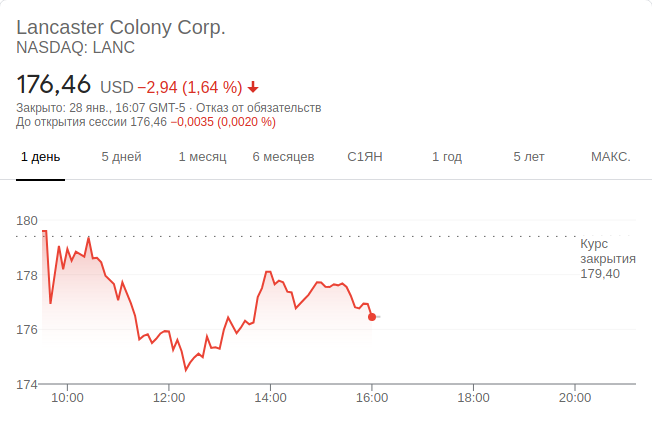 Lancaster Colony Corp.
NASDAQ: LANC
176,46 USD −2,94 (1,64 %)
Закрыто: 28 янв., 16:07 GMT-5 · Отказ от обязательств
До открытия сессии 176,46 −0,0035 (0,0020 %)
1 день 5 дней 1 месяц 6 месяцев С1ЯН 1 год 5 лет МАКС.
180
Курс
закрытия
179,40
178
176
174
10:00 12:00 14:00 16:00 18:00 20:00